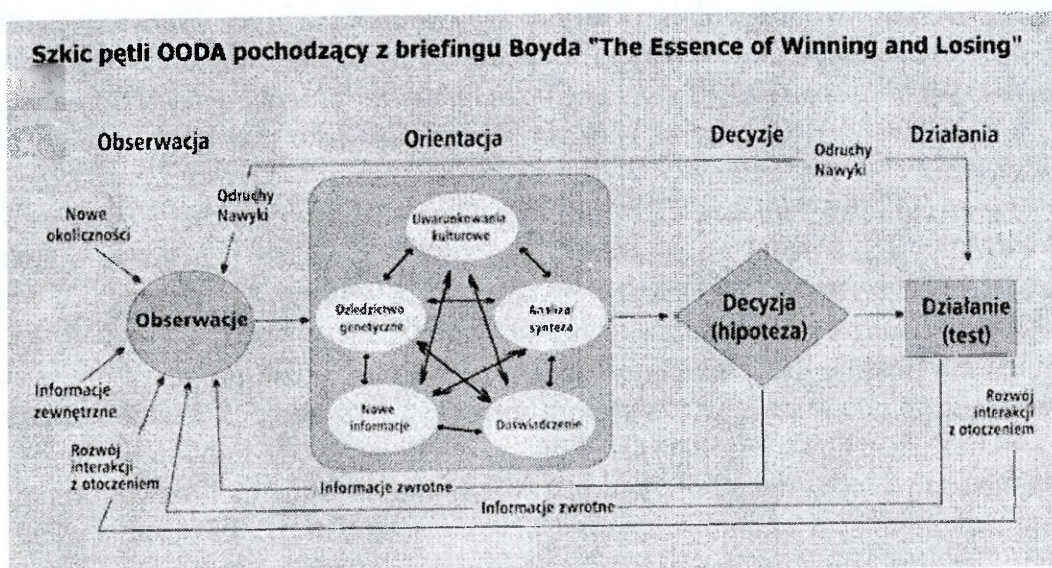 Szkic pętli OODA pochodzący z briefingu Boyda "The Essence of Winning and Losing"
Obserwacja
Orientacja
Decyzje
Działania
Odruchy
Nawyki
Odruchy
Nawyki
Nowe
okoliczności
Uwarunkowania
kulturowe
Obserwacje
Dziedzictwo
genetyczne
Analiza/
synteza
Decyzja
(hipoteza)
Działanie
(test)
Informacje
zewnętrzne
Nowe
informacje
Doświadczenie
Rozwój
interakcji
z otoczeniem
Rozwój
interakcji
z otoczeniem
Informacje zwrotne
Informacje zwrotne